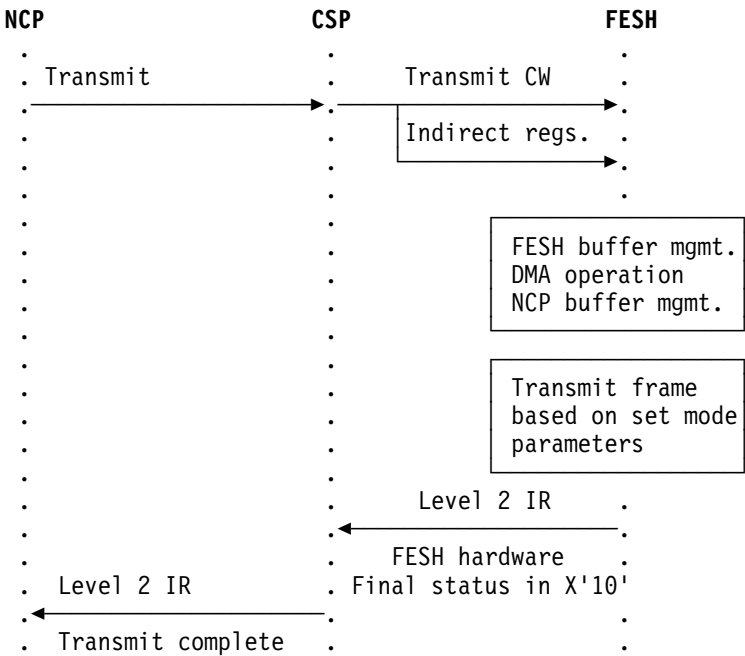 NCP CSP FESH
Transmit Transmit CW
Indirect regs.
FESH buffer mgmt.
DMA operation
NCP buffer mgmt.
Transmit frame
based on set mode
parameters
Level 2 IR
FESH hardware
Level 2 IR Final status in X'10'
Transmit complete